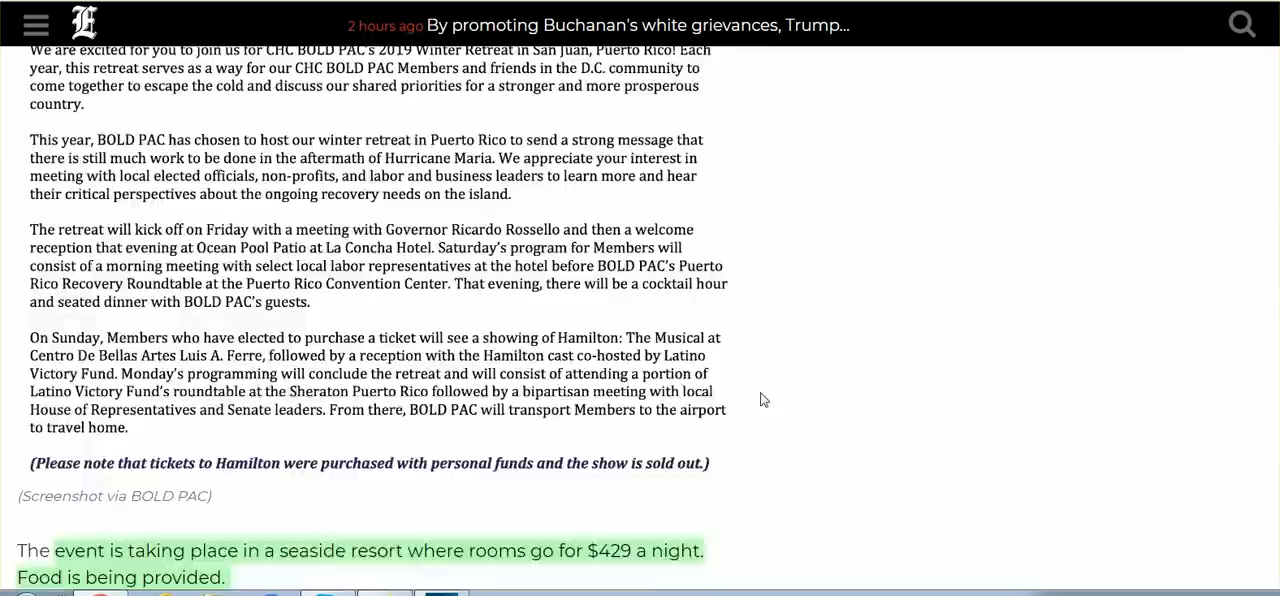 E
2 hours ago By promoting Buchanan's white grievances, Trump...
We are excited for you to join us for CHC BOLD PAC's 2019 Winter Retreat in San Juan, Puerto Rico! Each
year, this retreat serves as a way for our CHC BOLD PAC Members and friends in the D.C. community to
come together to escape the cold and discuss our shared priorities for a stronger and more prosperous
country.
This year, BOLD PAC has chosen to host our winter retreat in Puerto Rico to send a strong message that
there is still much work to be done in the aftermath of Hurricane Maria. We appreciate your interest in
meeting with local elected officials, non-profits, and labor and business leaders to learn more and hear
their critical perspectives about the ongoing recovery needs on the island.
The retreat will kick off on Friday with a meeting with Governor Ricardo Rossello and then a welcome
reception that evening at Ocean Pool Patio at La Concha Hotel. Saturday's program for Members will
consist of a morning meeting with select local labor representatives at the hotel before BOLD PAC's Puerto
Rico Recovery Roundtable at the Puerto Rico Convention Center. That evening, there will be a cocktail hour
and seated dinner with BOLD PAC's guests.
On Sunday, Members who have elected to purchase a ticket will see a showing of Hamilton: The Musical at
Centro De Bellas Artes Luis A. Ferre, followed by a reception with the Hamilton cast co-hosted by Latino
Victory Fund. Monday's programming will conclude the retreat and will consist of attending a portion of
Latino Victory Fund's roundtable at the Sheraton Puerto Rico followed by a bipartisan meeting with local
House of Representatives and Senate leaders. From there, BOLD PAC will transport Members to the airport
to travel home.
(Please note that tickets to Hamilton were purchased with personal funds and the show is sold out.)
(Screenshot via BOLD PAC)
The event is taking place in a seaside resort where rooms go for $429 a night.
Food is being provided.